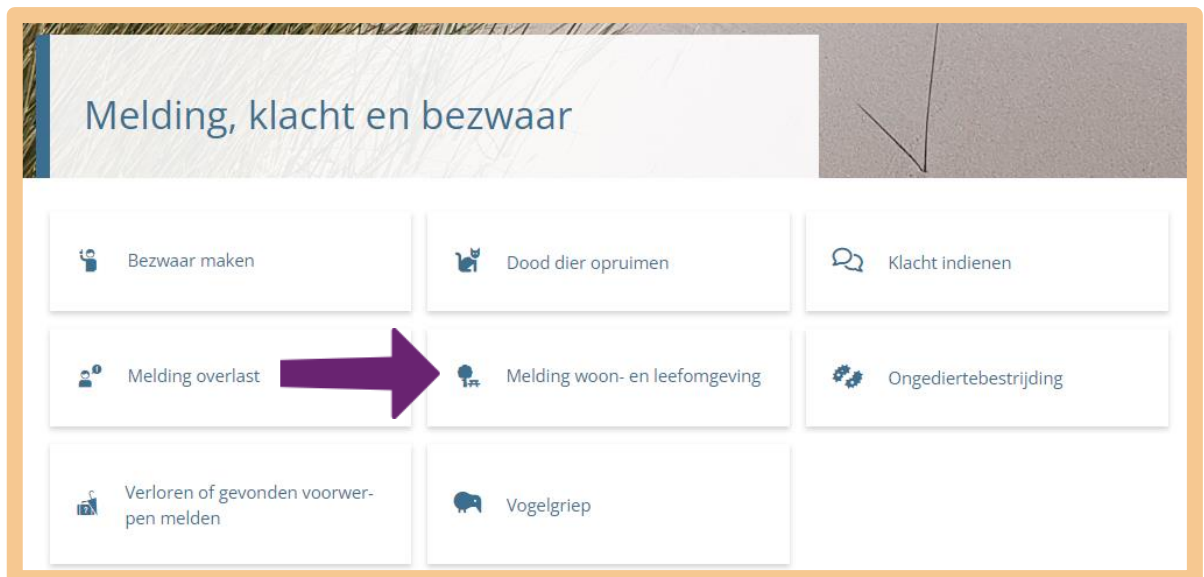 Melding, klacht en bezwaar
Bezwaar maken
Dood dier opruimen
Klacht indienen
Melding overlast
Melding woon- en leefomgeving
Ongediertebestrijding
Verloren of gevonden voorwer-
pen melden
Vogelgriep